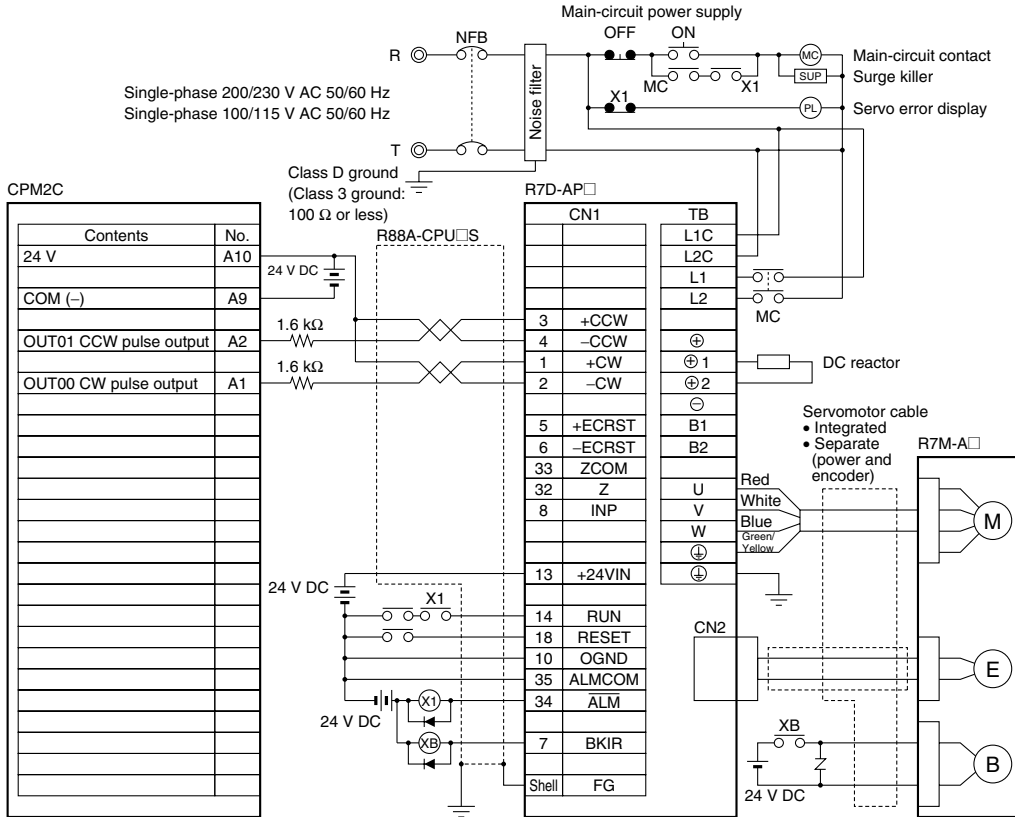 Main-circuit power supply
OFF ON
R NFB
MC Main-circuit contact
MC X1 SUP Surge killer
X1 PL Servo error display
Noise filter
Single-phase 200/230 V AC 50/60 Hz
Single-phase 100/115 V AC 50/60 Hz
T
Class D ground
(Class 3 ground:
100 Ω or less)
CPM2C
R7D-AP□
R88A-CPU□S
Contents No.
24 V A10
24 V DC
COM (−) A9
OUT01 CCW pulse output A2
1.6 kΩ
OUT00 CW pulse output A1
1.6 kΩ
CN1 TB
L1C
L2C
L1
L2
MC
3 +CCW
4 −CCW ⊕
1 +CW ⊕ 1
2 −CW ⊕ 2
DC reactor
⊖
5 +ECRST B1
6 −ECRST B2
33 ZCOM
32 Z U
8 INP V
W
Red
White
Blue
Green/
Yellow
Servomotor cable
• Integrated
• Separate
(power and
encoder)
R7M-A□
M
24 V DC
13 +24VIN
X1
14 RUN
18 RESET
10 OGND
35 ALMCOM
34 ALM
X1
24 V DC
XB
7 BKIR
Shell FG
CN2
E
XB
24 V DC
B